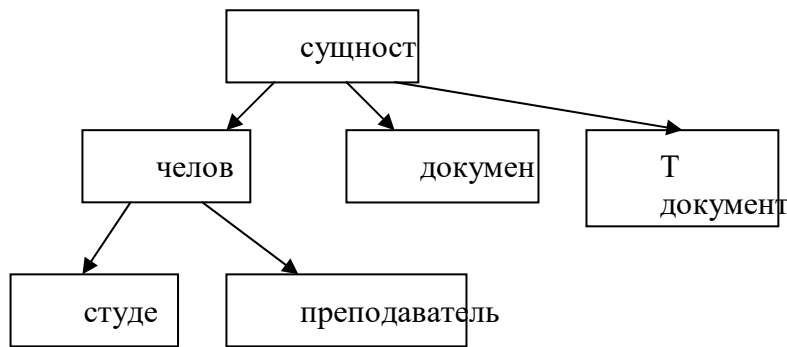 сущност
челов
докумен
Т
документ
студе
преподаватель